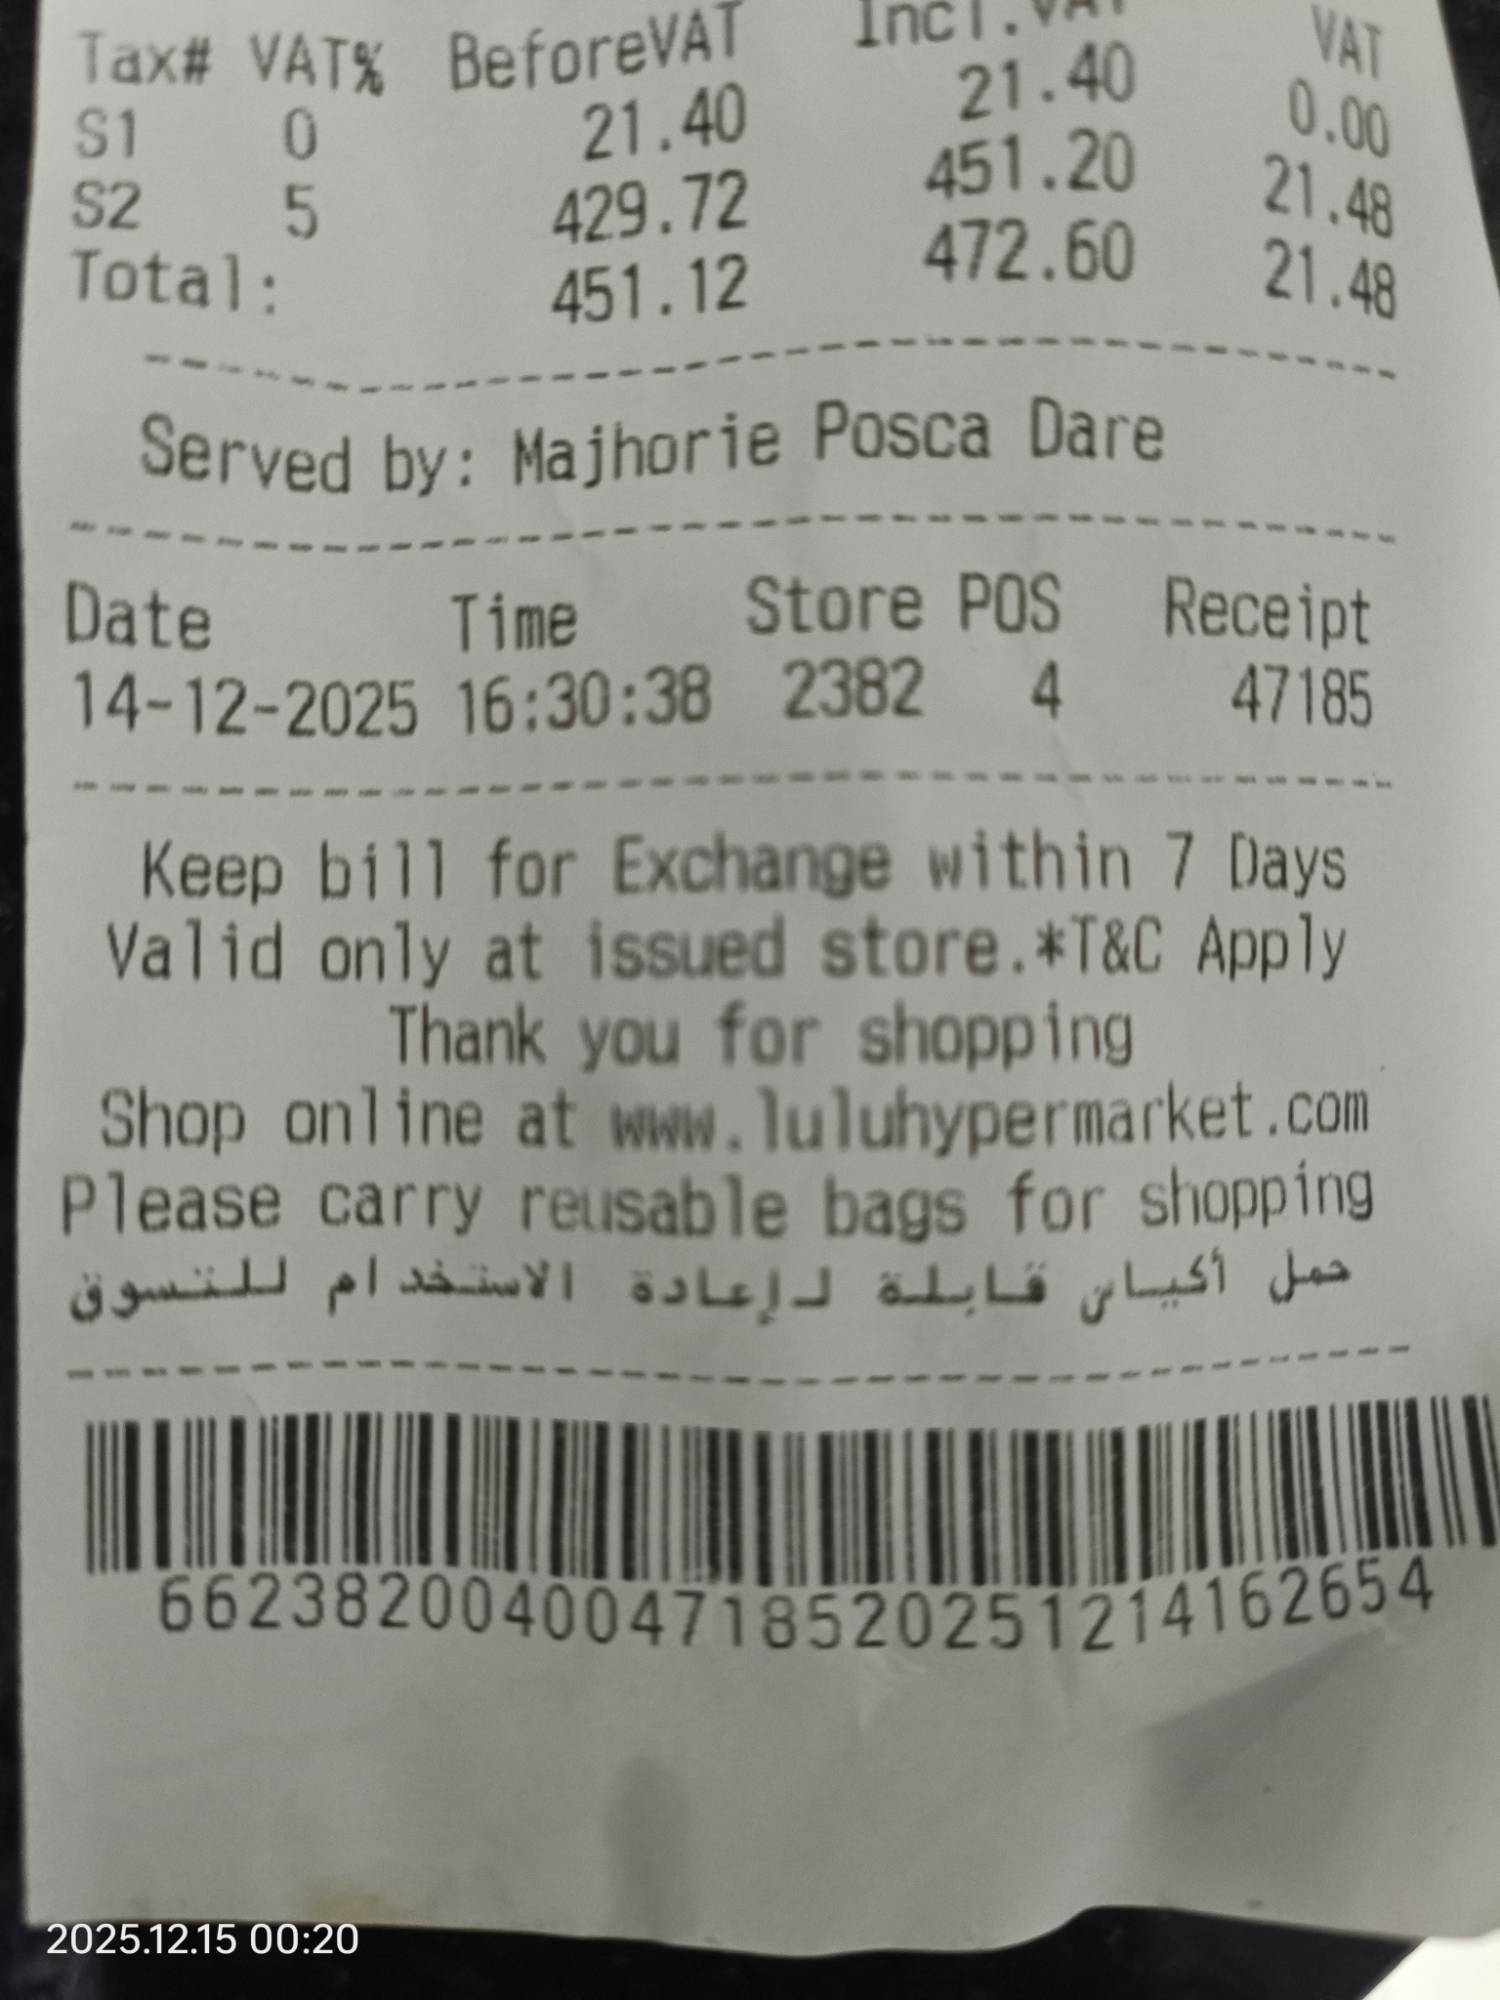 Tax# VAT% BeforeVAT Incl.VAT VAT
S1 0 21.40 21.40 0.00
S2 5 429.72 451.20 21.48
Total: 451.12 472.60 21.48
Served by: Majhorie Posca Dare
Date Time Store POS Receipt
14-12-2025 16:30:38 2382 4 47185
Keep bill for Exchange within 7 Days
Valid only at issued store.*T&C Apply
Thank you for shopping
Shop online at www.luluhypermarket.com
Please carry reusable bags for shopping
حمل أكياس قابلة لإعادة الاستخدام للتسوق
662382004004718520251214162654
2025.12.15 00:20